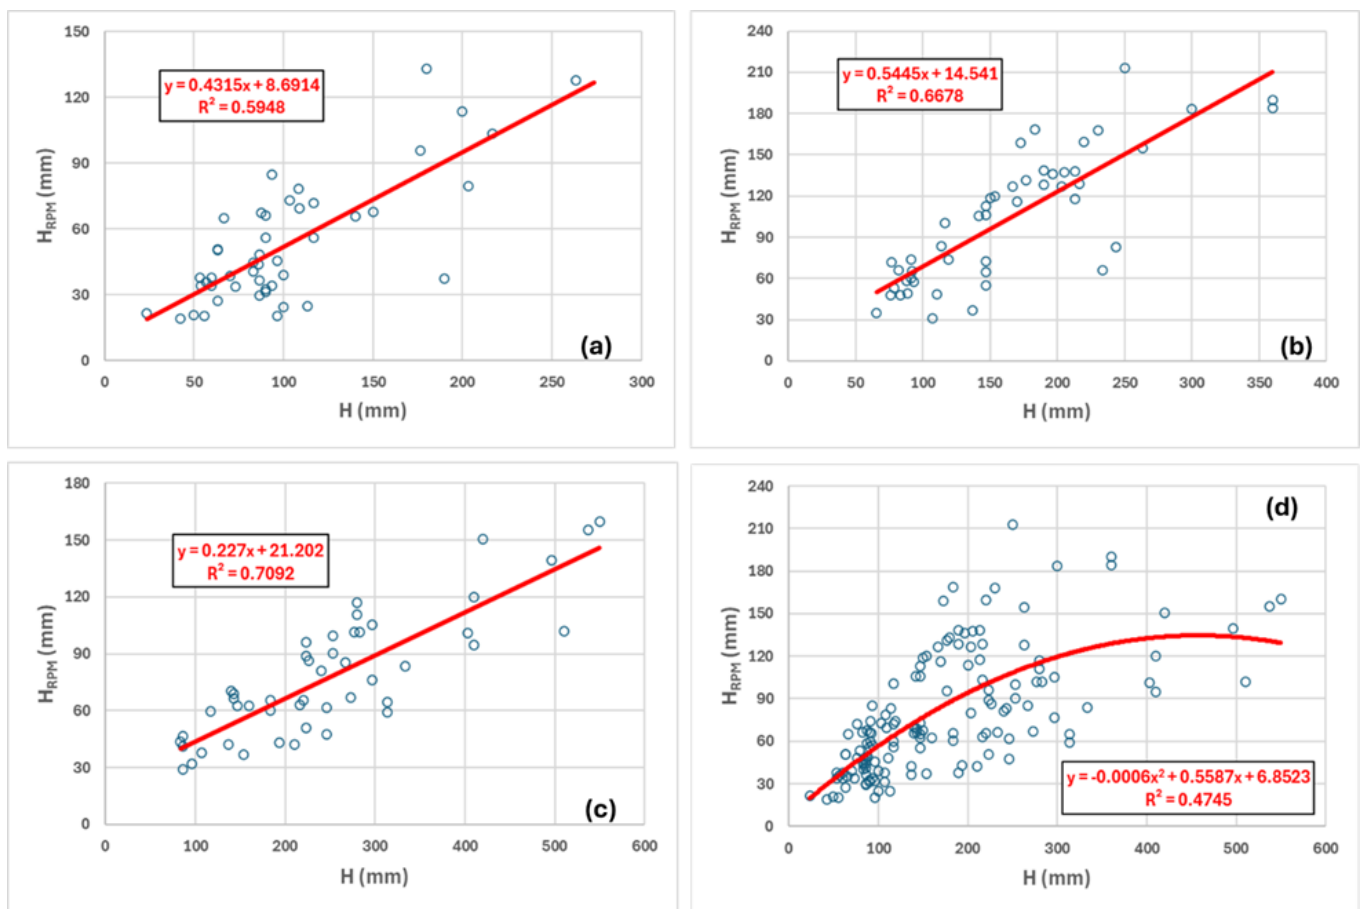 150
120
90
60
30
0
H_RPM (mm)
y = 0.4315x + 8.6914
R² = 0.5948
(a)
0 50 100 150 200 250 300
H (mm)
240
210
180
150
120
90
60
30
0
H_RPM (mm)
y = 0.5445x + 14.541
R² = 0.6678
(b)
0 50 100 150 200 250 300 350 400
H (mm)
180
150
120
90
60
30
0
H_RPM (mm)
y = 0.227x + 21.202
R² = 0.7092
(c)
0 100 200 300 400 500 600
H (mm)
240
210
180
150
120
90
60
30
0
H_RPM (mm)
(d)
y = -0.0006x² + 0.5587x + 6.8523
R² = 0.4745
0 100 200 300 400 500 600
H (mm)